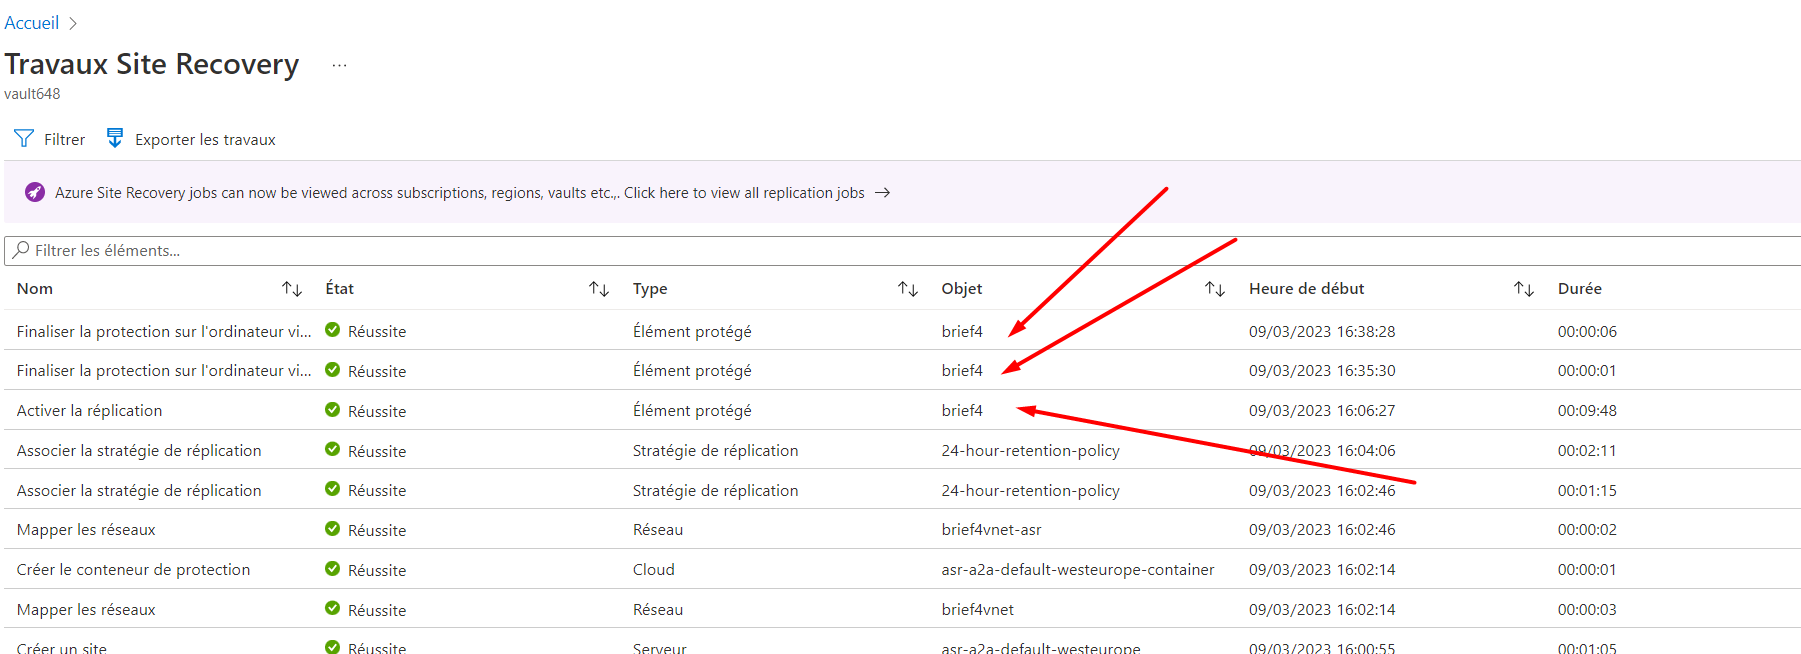 Accueil
Travaux Site Recovery ...
vault648
Filtrer Exporter les travaux
Azure Site Recovery jobs can now be viewed across subscriptions, regions, vaults etc.,. Click here to view all replication jobs →
Filtrer les éléments...
Nom État Type Objet Heure de début Durée
Finaliser la protection sur l'ordinateur vi... Réussite Élément protégé brief4 09/03/2023 16:38:28 00:00:06
Finaliser la protection sur l'ordinateur vi... Réussite Élément protégé brief4 09/03/2023 16:35:30 00:00:01
Activer la réplication Réussite Élément protégé brief4 09/03/2023 16:06:27 00:09:48
Associer la stratégie de réplication Réussite Stratégie de réplication 24-hour-retention-policy 09/03/2023 16:04:06 00:02:11
Associer la stratégie de réplication Réussite Stratégie de réplication 24-hour-retention-policy 09/03/2023 16:02:46 00:01:15
Mapper les réseaux Réussite Réseau brief4vnet-asr 09/03/2023 16:02:46 00:00:02
Créer le conteneur de protection Réussite Cloud asr-a2a-default-westeurope-container 09/03/2023 16:02:14 00:00:01
Mapper les réseaux Réussite Réseau brief4vnet 09/03/2023 16:02:14 00:00:03
Créer un site Réussite Serveur asr-a2a-default-westeurope 09/03/2023 16:00:55 00:01:05